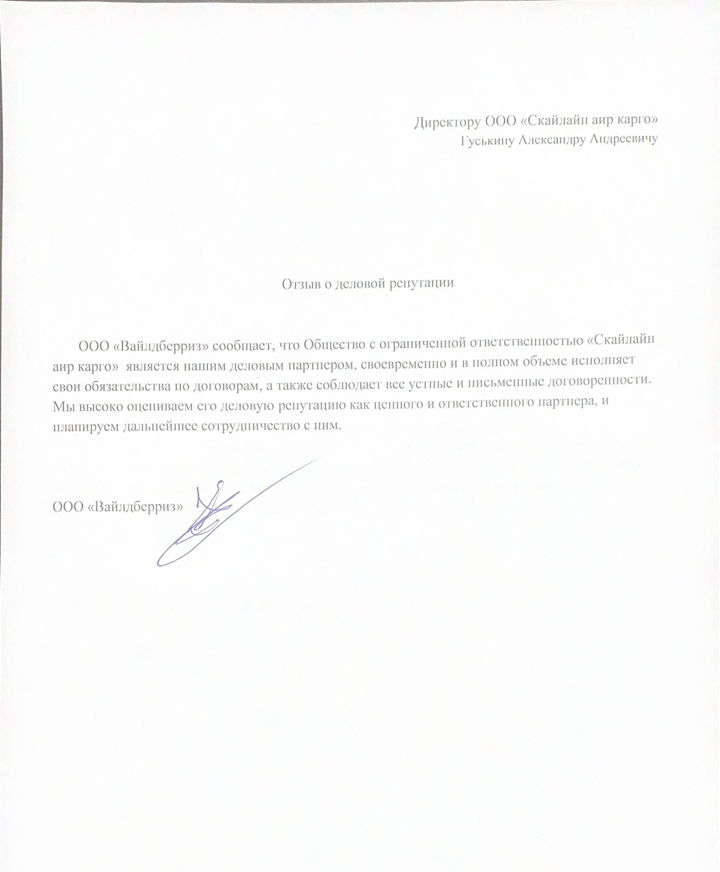 Директору ООО «Скайлайн аир карго»
Гуськину Александру Андреевичу
Отзыв о деловой репутации
ООО «Вайлдберриз» сообщает, что Общество с ограниченной ответственностью «Скайлайн
аир карго» является нашим деловым партнером, своевременно и в полном объеме исполняет
свои обязательства по договорам, а также соблюдает все устные и письменные договоренности.
Мы высоко оцениваем его деловую репутацию как ценного и ответственного партнера, и
планируем дальнейшее сотрудничество с ним.
ООО «Вайлдберриз»